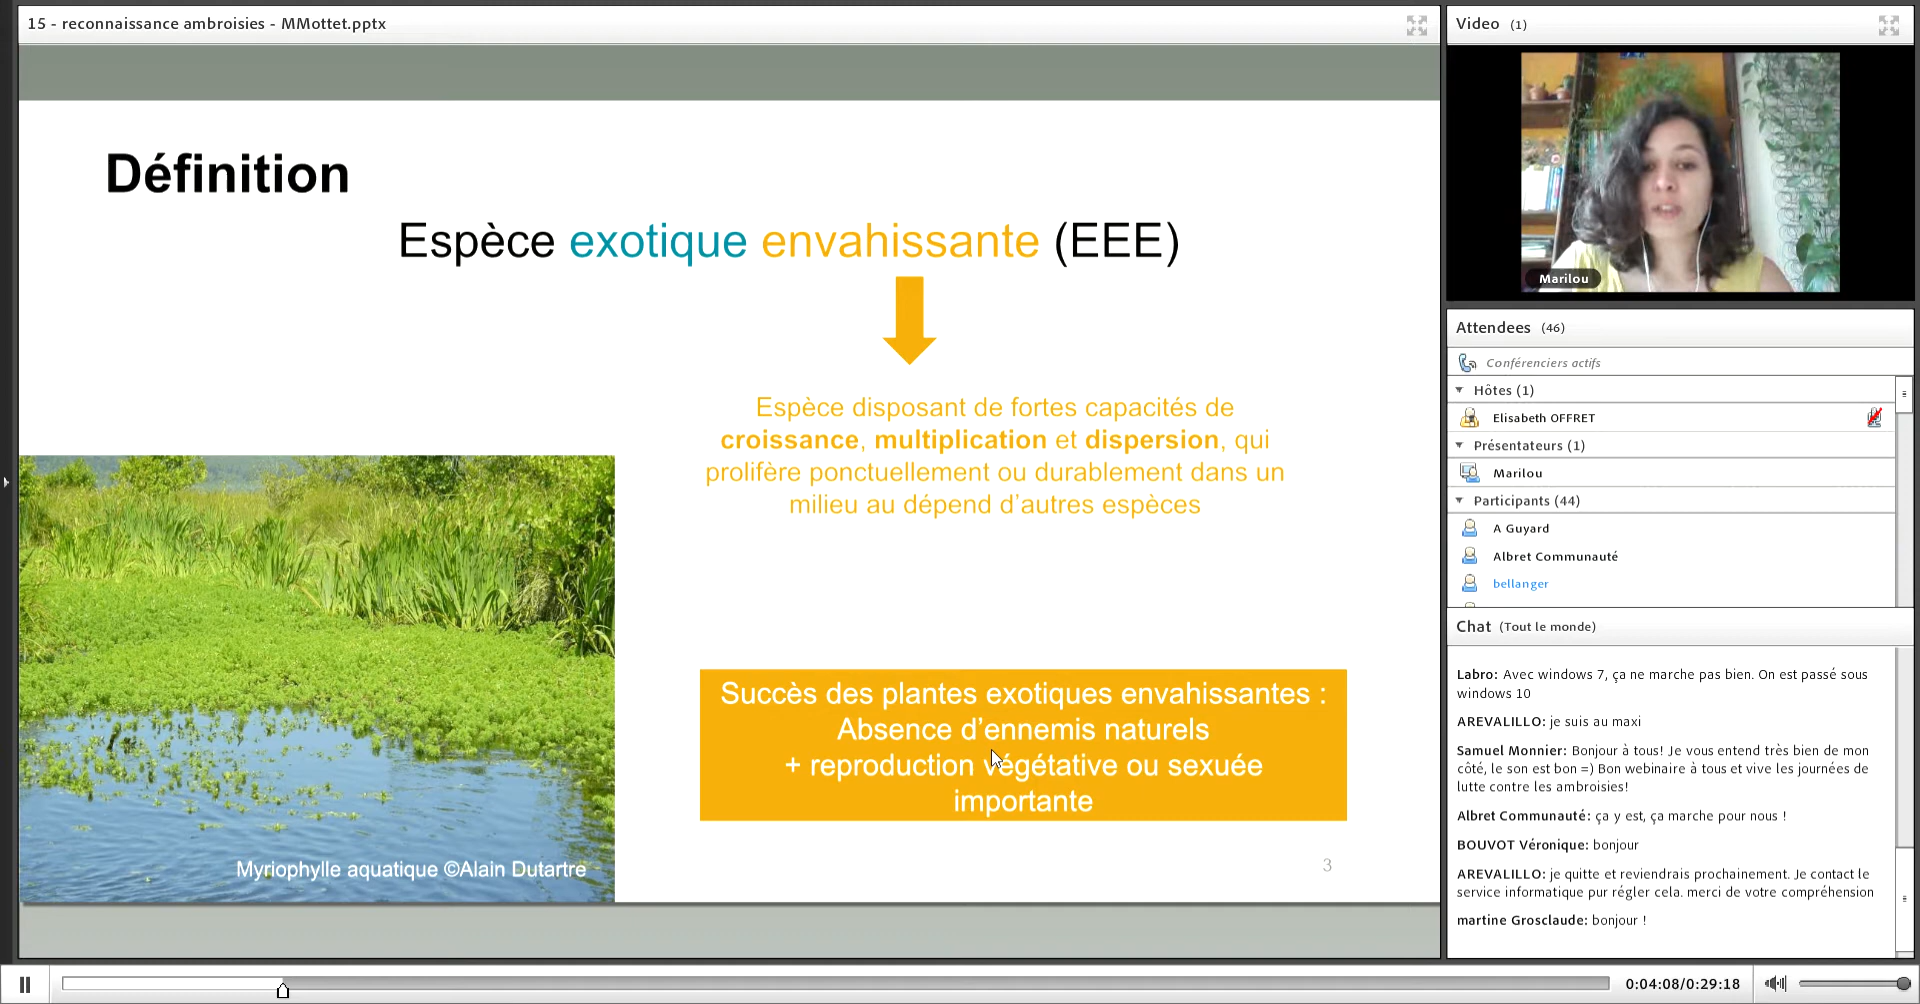 15 - reconnaissance ambroisies - MMottet.pptx
Définition
Espèce exotique envahissante (EEE)
Espèce disposant de fortes capacités de
croissance, multiplication et dispersion, qui
prolifère ponctuellement ou durablement dans un
milieu au dépend d'autres espèces
Succès des plantes exotiques envahissantes :
Absence d'ennemis naturels
+ reproduction végétative ou sexuée
importante
Myriophylle aquatique ©Alain Dutartre
3
Video (1)
Marilou
Attendees (46)
Conférenciers actifs
Hôtes (1)
Elisabeth OFFRET
Présentateurs (1)
Marilou
Participants (44)
A Guyard
Albret Communauté
bellanger
Chat (Tout le monde)
Labro: Avec windows 7, ça ne marche pas bien. On est passé sous
windows 10
AREVALILLO: je suis au maxi
Samuel Monnier: Bonjour à tous! Je vous entend très bien de mon
côté, le son est bon =) Bon webinaire à tous et vive les journées de
lutte contre les ambroisies!
Albret Communauté: ça y est, ça marche pour nous !
BOUVOT Véronique: bonjour
AREVALILLO: je quitte et reviendrais prochainement. Je contact le
service informatique pur régler cela. merci de votre compréhension
martine Grosclaude: bonjour !
0:04:08/0:29:18